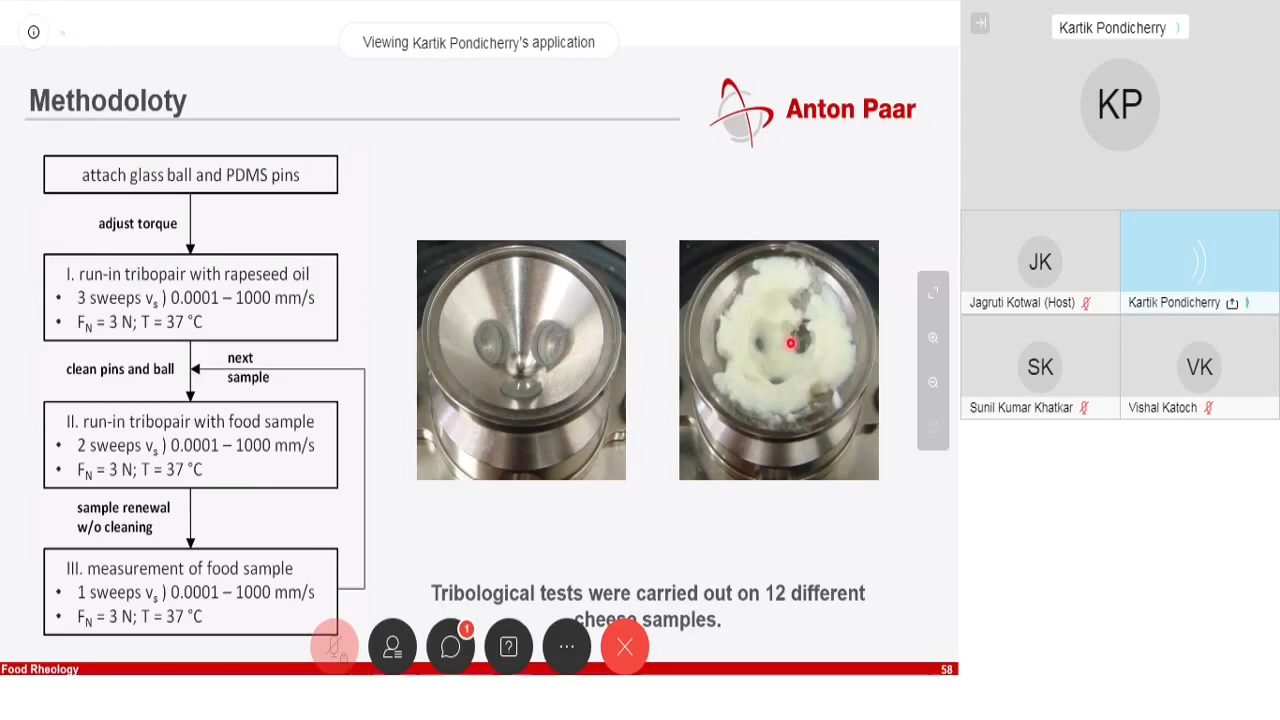 Viewing Kartik Pondicherry's application
Methodoloty
Anton Paar
attach glass ball and PDMS pins
adjust torque
I. run-in tribopair with rapeseed oil
• 3 sweeps vs ) 0.0001 – 1000 mm/s
• FN = 3 N; T = 37 °C
clean pins and ball
next
sample
II. run-in tribopair with food sample
• 2 sweeps vs ) 0.0001 – 1000 mm/s
• FN = 3 N; T = 37 °C
sample renewal
w/o cleaning
III. measurement of food sample
• 1 sweeps vs ) 0.0001 – 1000 mm/s
• FN = 3 N; T = 37 °C
Tribological tests were carried out on 12 different
cheese samples.
1
Food Rheology
58
Kartik Pondicherry
KP
JK
Jagruti Kotwal (Host)
Kartik Pondicherry
SK
Sunil Kumar Khatkar
VK
Vishal Katoch